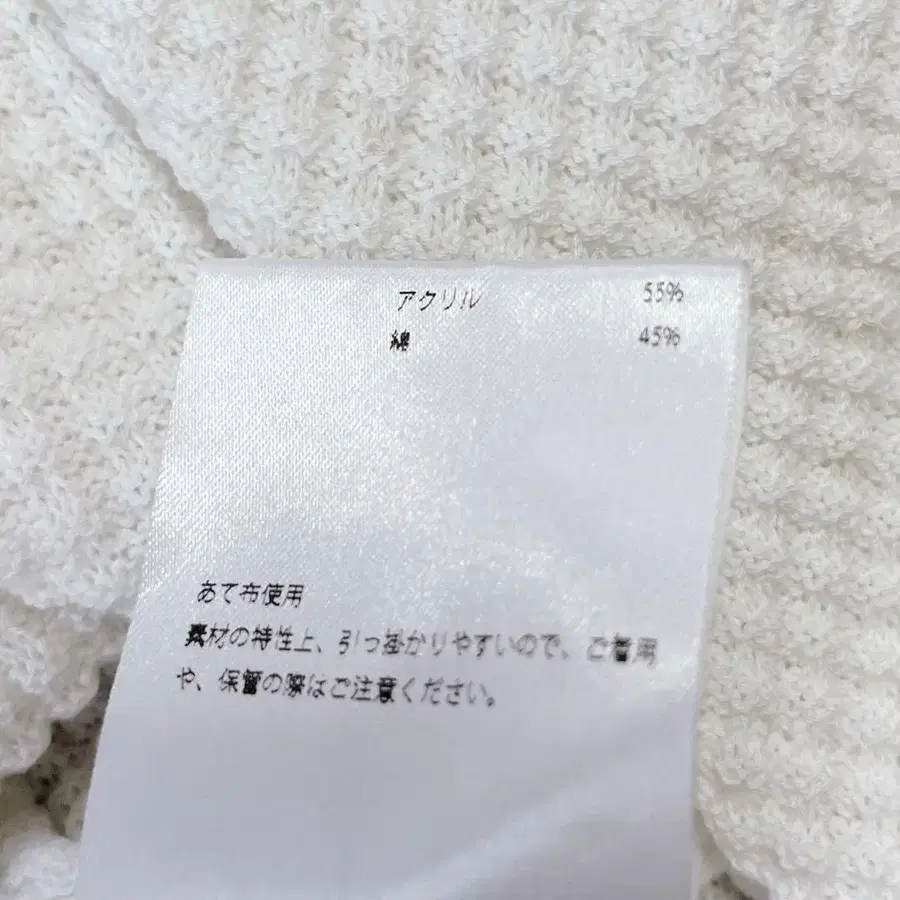 アクリル 55%
綿 45%
あて布使用
素材の特性上、引っ掛かりやすいので、ご着用
や、保管の際はご注意ください。